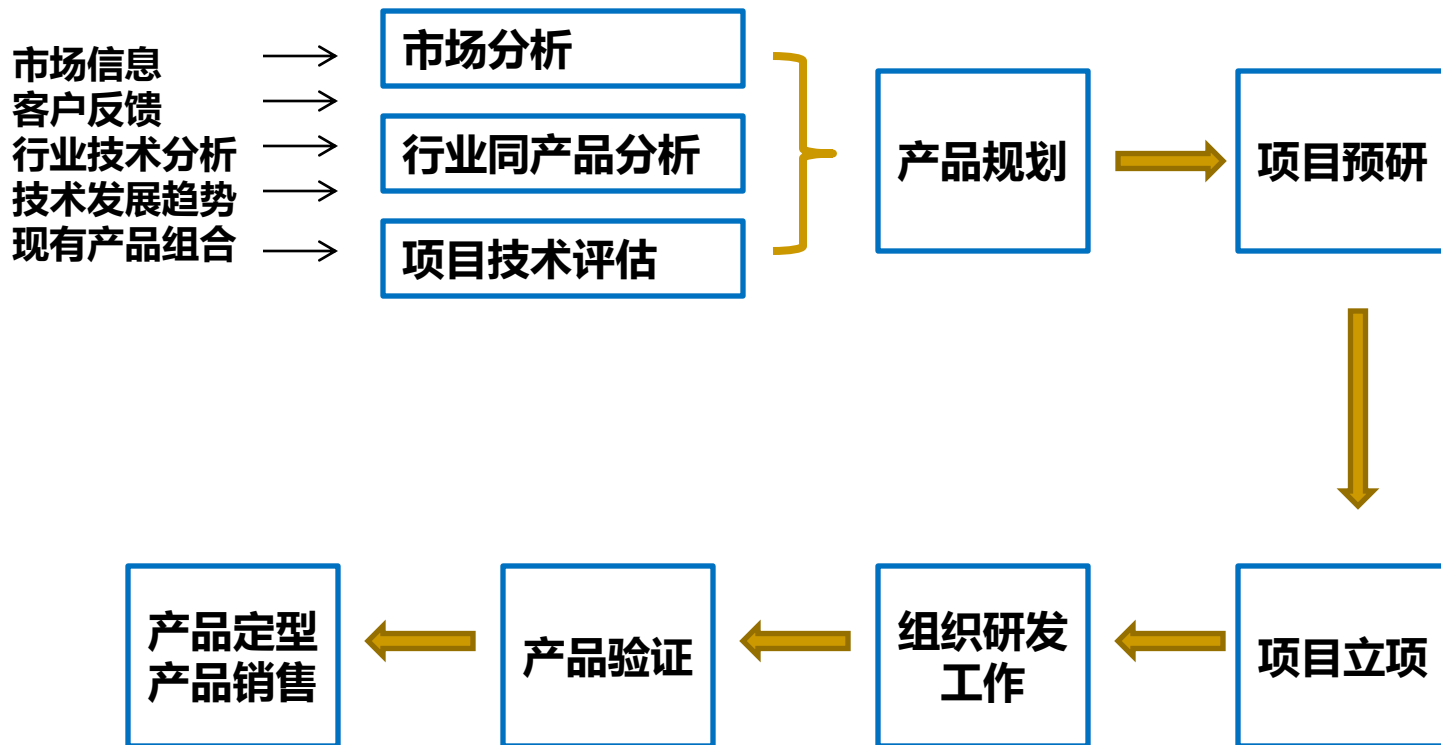 市场信息
客户反馈
行业技术分析
技术发展趋势
现有产品组合
市场分析
行业同产品分析
项目技术评估
产品规划
项目预研
项目立项
组织研发
工作
产品验证
产品定型
产品销售